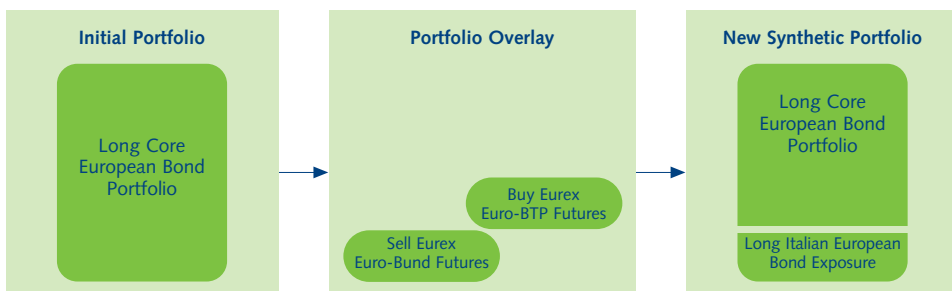 Initial Portfolio
Long Core
European Bond
Portfolio
Portfolio Overlay
Buy Eurex
Euro-BTP Futures
Sell Eurex
Euro-Bund Futures
New Synthetic Portfolio
Long Core
European Bond
Portfolio
Long Italian European
Bond Exposure